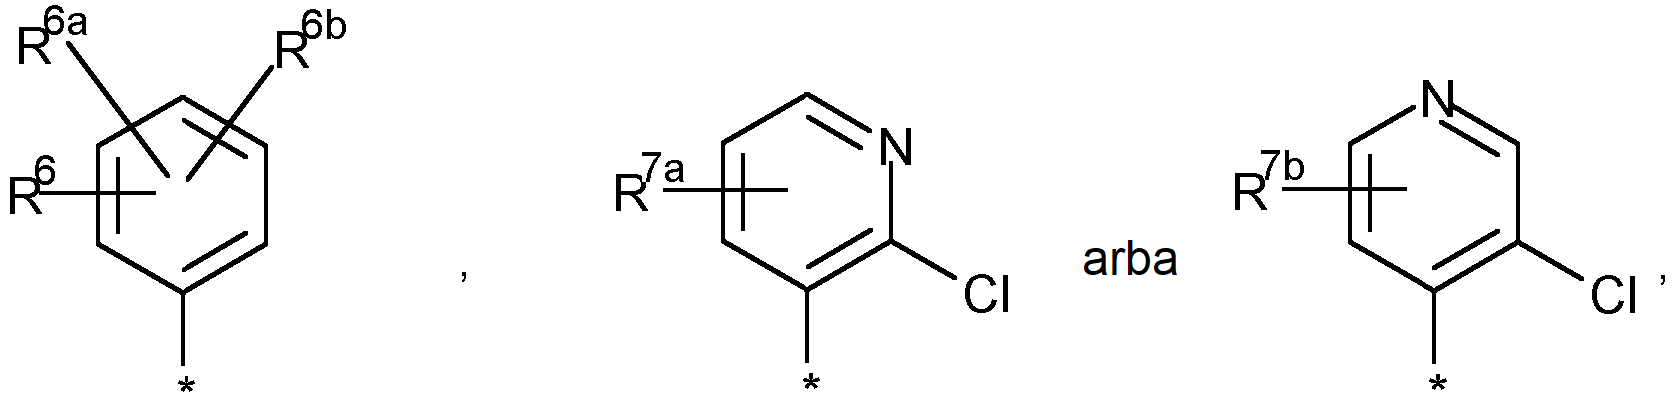 R6a R6b
N
R6 R7a N R7b
, Cl arba Cl ,
* * *